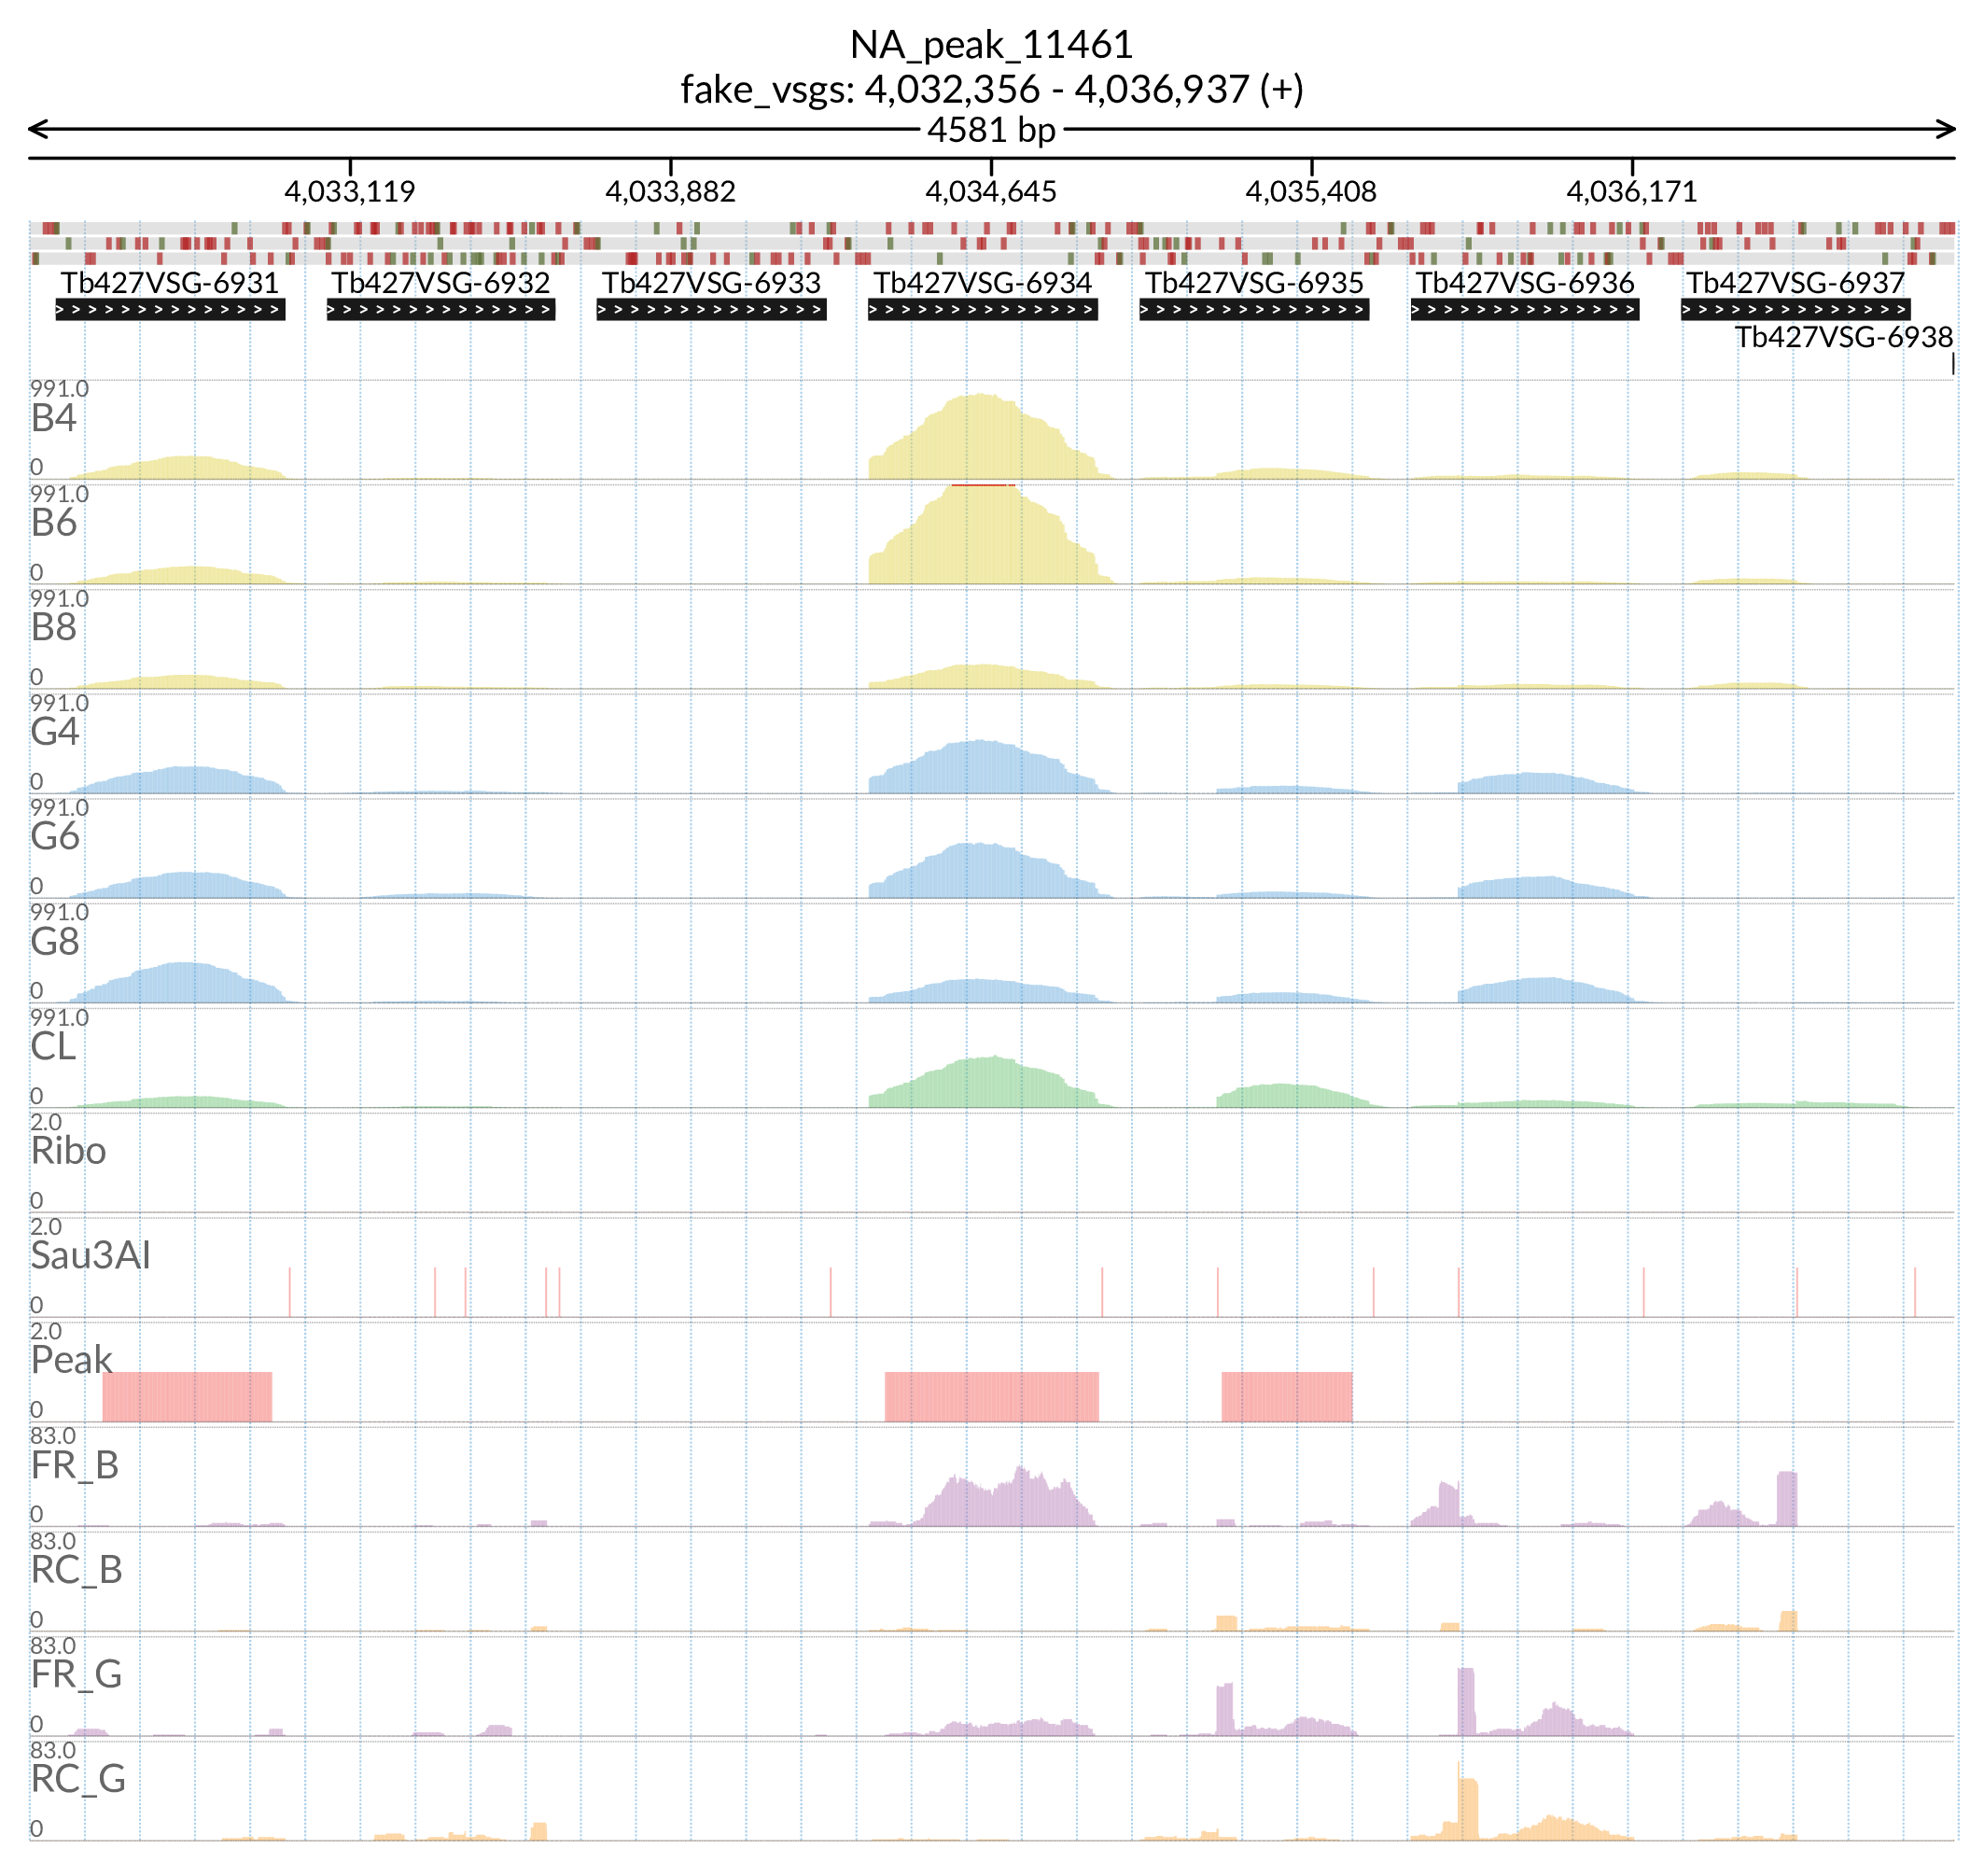 NA_peak_11461
fake_vsgs: 4,032,356 - 4,036,937 (+)
4581 bp
4,033,119 4,033,882 4,034,645 4,035,408 4,036,171
Tb427VSG-6931 Tb427VSG-6932 Tb427VSG-6933 Tb427VSG-6934 Tb427VSG-6935 Tb427VSG-6936 Tb427VSG-6937
Tb427VSG-6938
991.0
B4
0
991.0
B6
0
991.0
B8
0
991.0
G4
0
991.0
G6
0
991.0
G8
0
991.0
CL
0
2.0
Ribo
0
2.0
Sau3AI
0
2.0
Peak
0
83.0
FR_B
0
83.0
RC_B
0
83.0
FR_G
0
83.0
RC_G
0